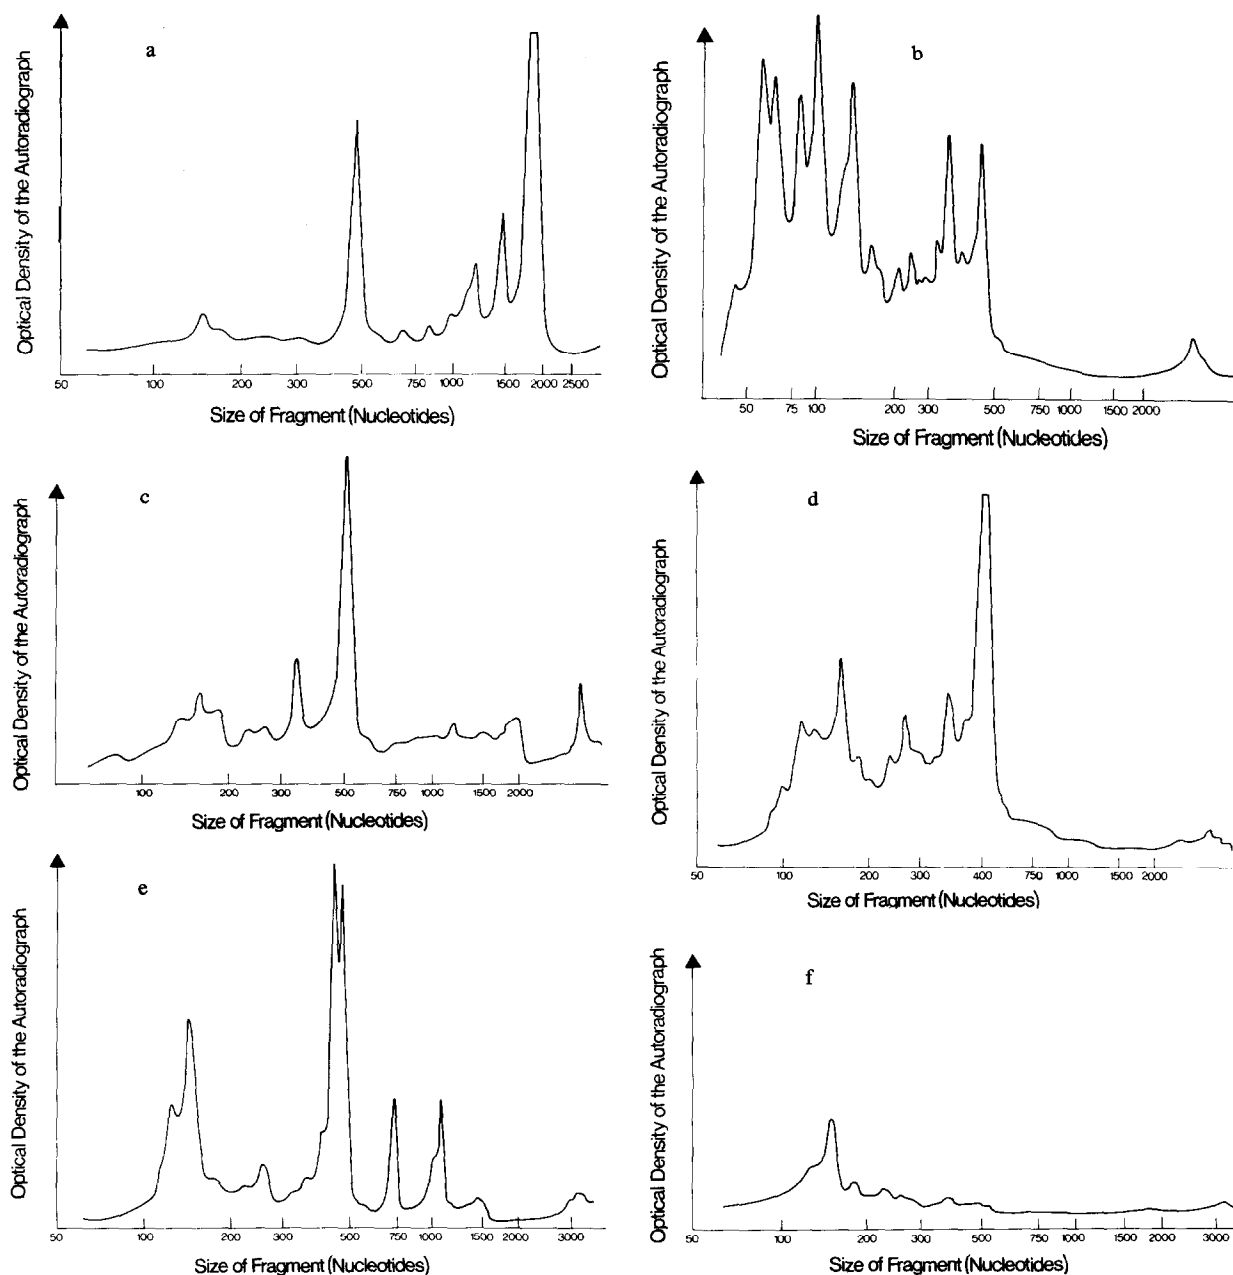 a
Optical Density of the Autoradiograph
50 100 200 300 500 750 1000 1500 2000 2500
Size of Fragment (Nucleotides)
b
Optical Density of the Autoradiograph
50 75 100 200 300 500 750 1000 1500 2000
Size of Fragment (Nucleotides)
c
Optical Density of the Autoradiograph
100 200 300 500 750 1000 1500 2000
Size of Fragment (Nucleotides)
d
Optical Density of the Autoradiograph
50 100 200 300 400 750 1000 1500 2000
Size of Fragment (Nucleotides)
e
Optical Density of the Autoradiograph
50 100 200 300 500 750 1000 1500 2000 3000
Size of Fragment (Nucleotides)
f
Optical Density of the Autoradiograph
50 100 200 300 500 750 1000 1500 2000 3000
Size of Fragment (Nucleotides)